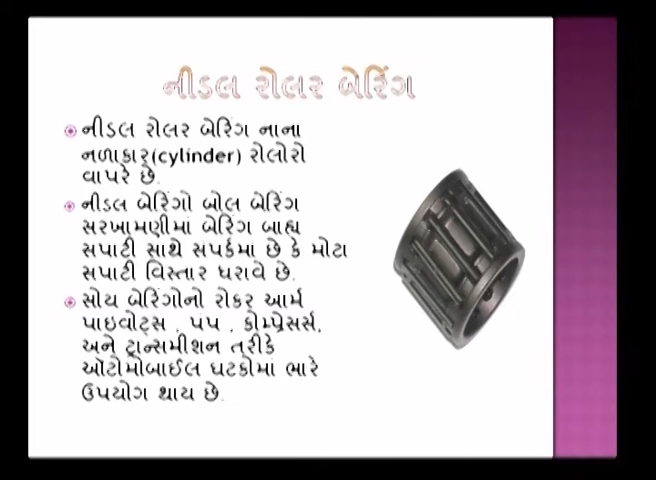 નીડલ રોલર બેરિંગ
નીડલ રોલર બેરિંગ નાના
નળાકાર(cylinder) રોલોરો
વાપરે છે.
નીડલ બેરિંગો બોલ બેરિંગ
સરખામણીમાં બેરિંગ બાહ્ય
સપાટી સાથે સંપર્કમા છે કે મોટા
સપાટી વિસ્તાર ધરાવે છે.
સોય બેરિંગોનો રોકર આર્મ
પાઇવોટ્સ , પંપ , કોમ્પ્રેસર્સ,
અને ટ્રાન્સમીશન તરીકે
ઑટોમોબાઈલ ઘટકોમાં ભારે
ઉપયોગ થાય છે.